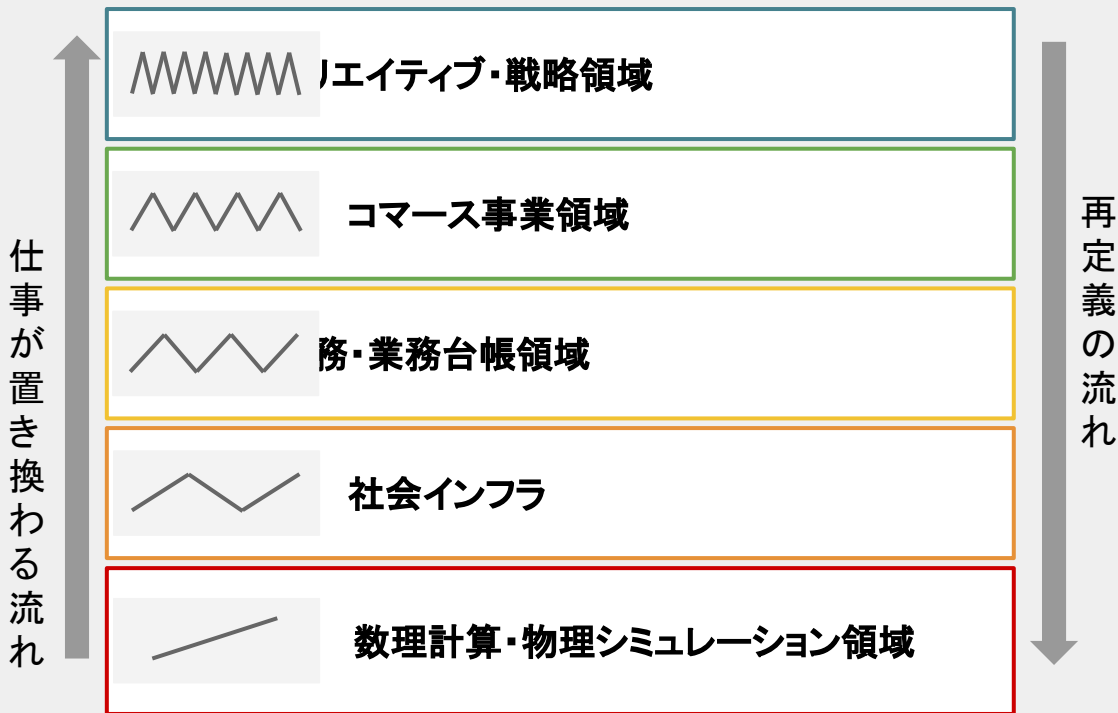 リエイティブ・戦略領域
コマース事業領域
務・業務台帳領域
社会インフラ
数理計算・物理シミュレーション領域
仕事が置き換わる流れ
再定義の流れ